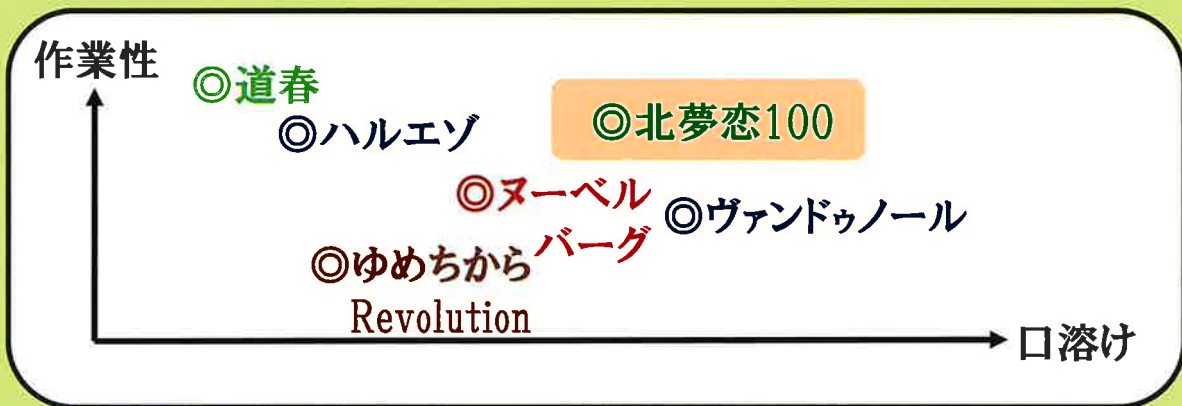 作業性
◎道春
◎ハルエゾ
◎北夢恋100
◎ヌーベル
バーグ
◎ヴァンドゥノール
◎ゆめちから
Revolution
口溶け